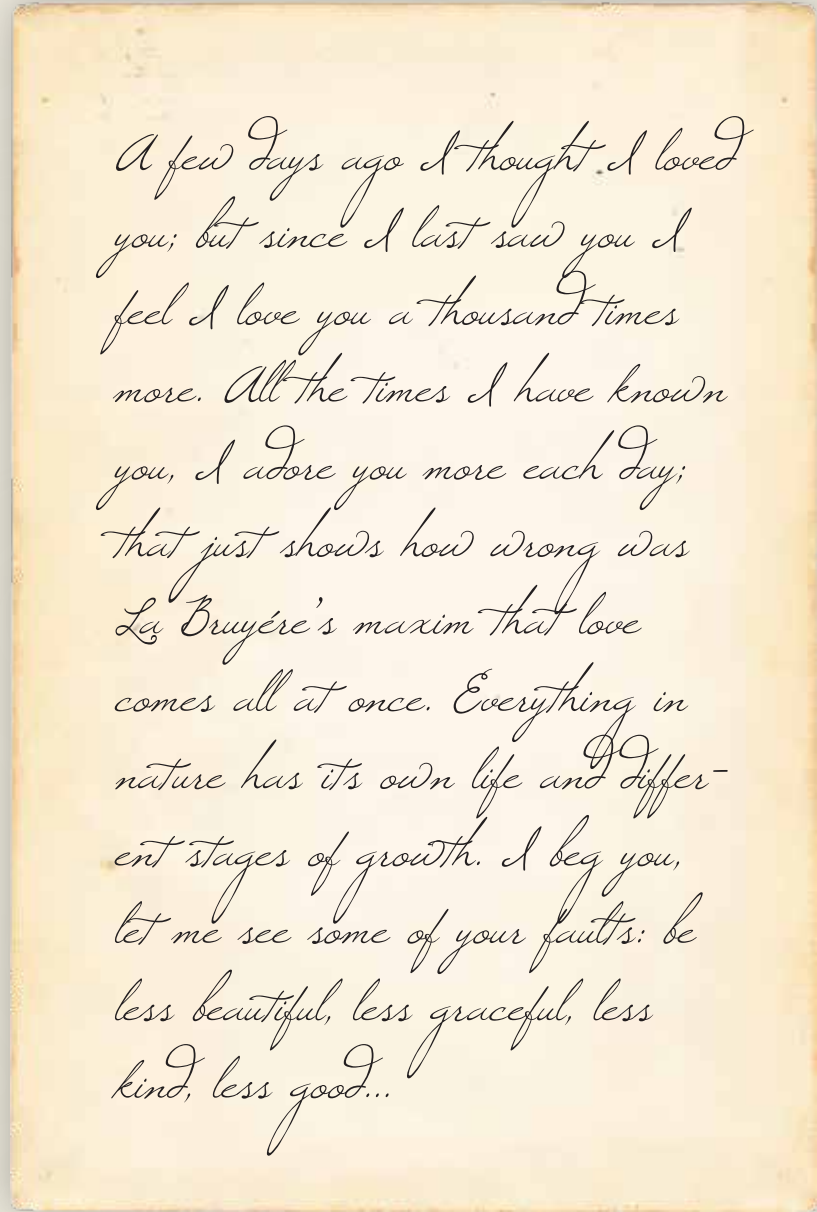 A few days ago I thought I loved
you; but since I last saw you I
feel I love you a thousand times
more. All the times I have known
you, I adore you more each day;
that just shows how wrong was
La Bruyére's maxim that love
comes all at once. Everything in
nature has its own life and differ-
ent stages of growth. I beg you,
let me see some of your faults: be
less beautiful, less graceful, less
kind, less good...